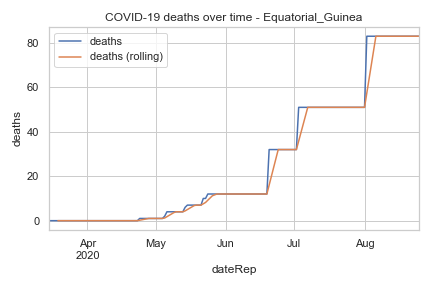 COVID-19 deaths over time - Equatorial_Guinea
deaths
deaths (rolling)
80
60
40
20
0
deaths
Apr
2020
May
Jun
Jul
Aug
dateRep